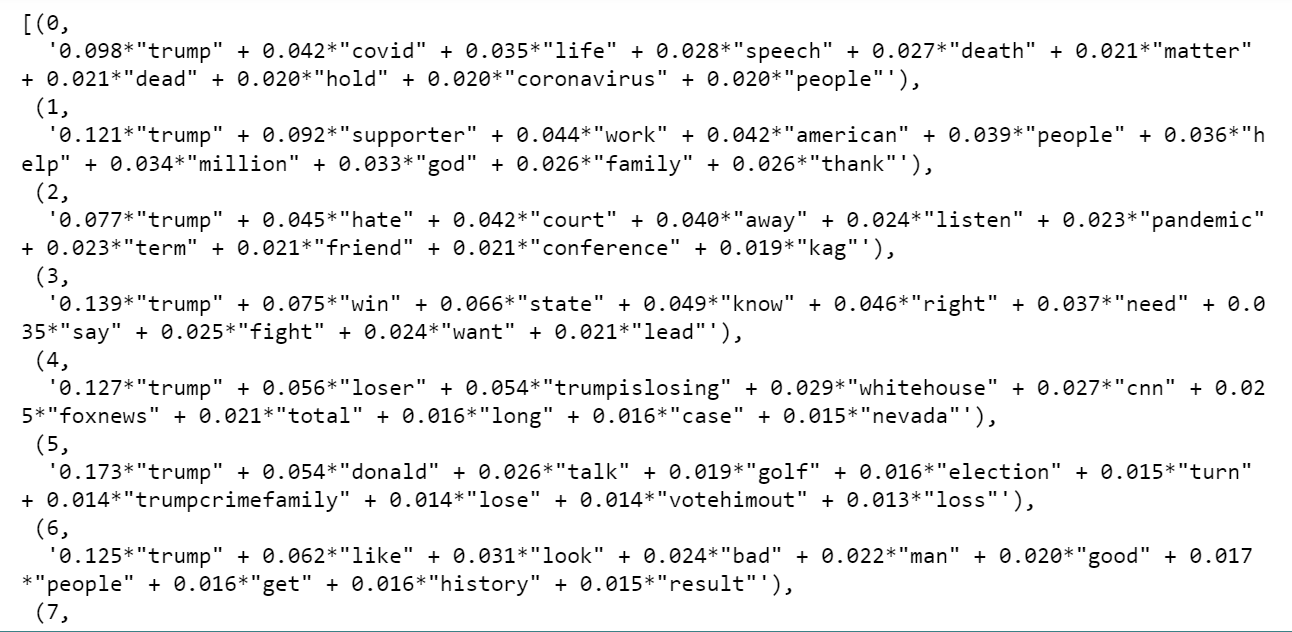 [(0,
'0.098*"trump" + 0.042*"covid" + 0.035*"life" + 0.028*"speech" + 0.027*"death" + 0.021*"matter"
+ 0.021*"dead" + 0.020*"hold" + 0.020*"coronavirus" + 0.020*"people"'),
(1,
'0.121*"trump" + 0.092*"supporter" + 0.044*"work" + 0.042*"american" + 0.039*"people" + 0.036*"h
elp" + 0.034*"million" + 0.033*"god" + 0.026*"family" + 0.026*"thank"'),
(2,
'0.077*"trump" + 0.045*"hate" + 0.042*"court" + 0.040*"away" + 0.024*"listen" + 0.023*"pandemic"
+ 0.023*"term" + 0.021*"friend" + 0.021*"conference" + 0.019*"kag"'),
(3,
'0.139*"trump" + 0.075*"win" + 0.066*"state" + 0.049*"know" + 0.046*"right" + 0.037*"need" + 0.0
35*"say" + 0.025*"fight" + 0.024*"want" + 0.021*"lead"'),
(4,
'0.127*"trump" + 0.056*"loser" + 0.054*"trumpislosing" + 0.029*"whitehouse" + 0.027*"cnn" + 0.02
5*"foxnews" + 0.021*"total" + 0.016*"long" + 0.016*"case" + 0.015*"nevada"'),
(5,
'0.173*"trump" + 0.054*"donald" + 0.026*"talk" + 0.019*"golf" + 0.016*"election" + 0.015*"turn"
+ 0.014*"trumpcrimefamily" + 0.014*"lose" + 0.014*"votehimout" + 0.013*"loss"'),
(6,
'0.125*"trump" + 0.062*"like" + 0.031*"look" + 0.024*"bad" + 0.022*"man" + 0.020*"good" + 0.017
*"people" + 0.016*"get" + 0.016*"history" + 0.015*"result"'),
(7,